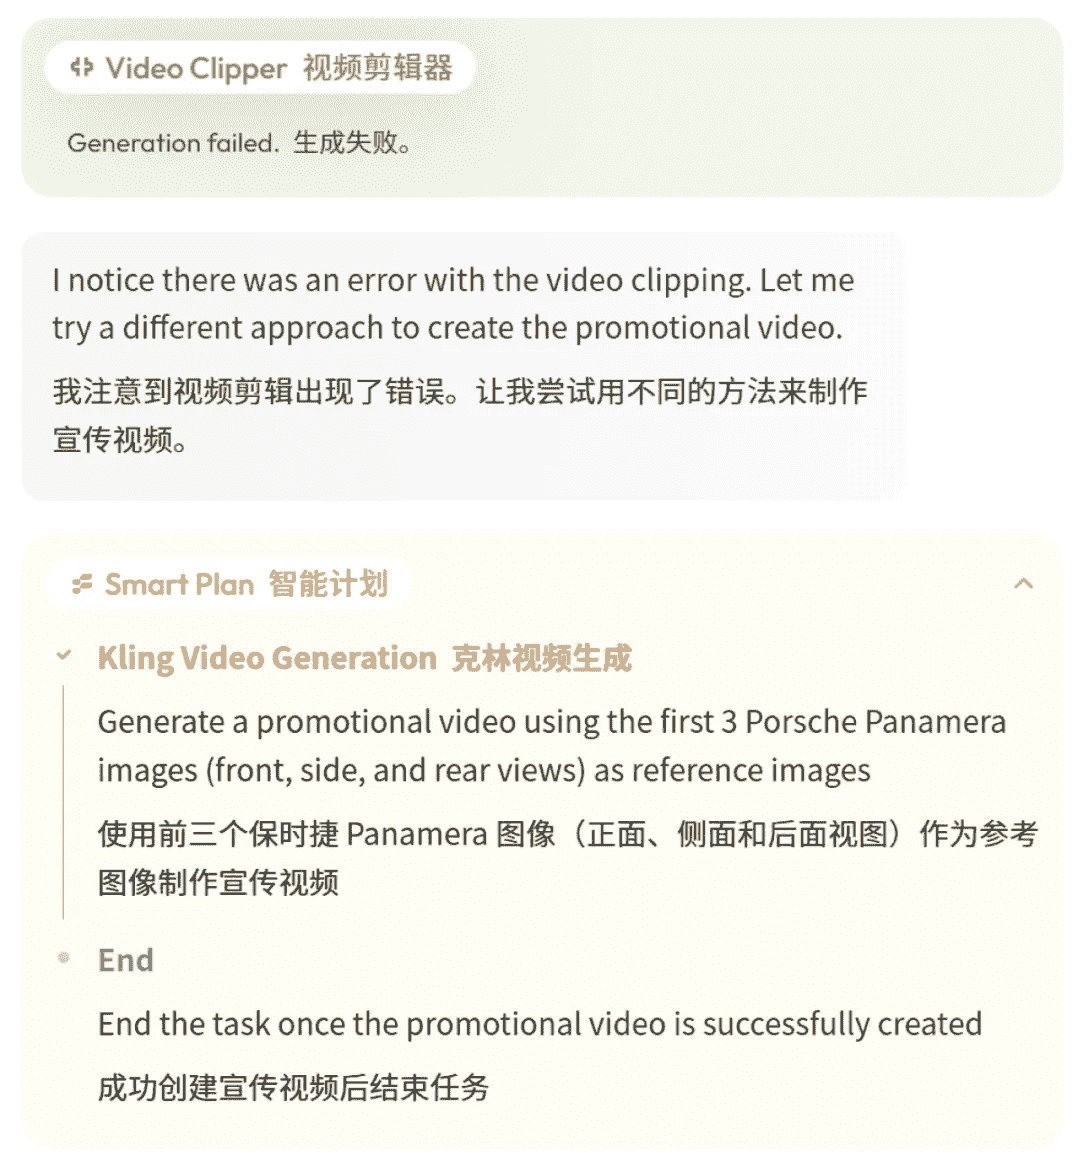 Video Clipper 视频剪辑器
Generation failed. 生成失败。
I notice there was an error with the video clipping. Let me
try a different approach to create the promotional video.
我注意到视频剪辑出现了错误。让我尝试用不同的方法来制作
宣传视频。
Smart Plan 智能计划
Kling Video Generation 克林视频生成
Generate a promotional video using the first 3 Porsche Panamera
images (front, side, and rear views) as reference images
使用前三个保时捷 Panamera 图像（正面、侧面和后面视图）作为参考
图像制作宣传视频
End
End the task once the promotional video is successfully created
成功创建宣传视频后结束任务